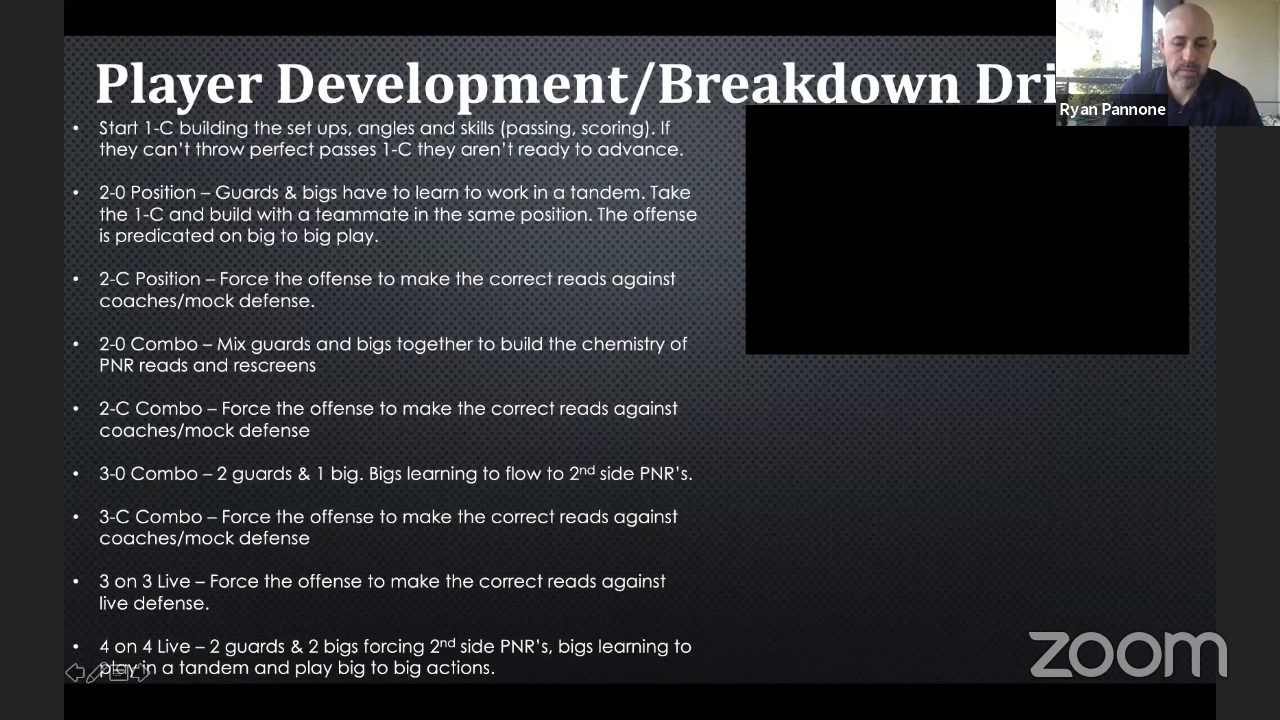 Player Development/Breakdown Dri
Ryan Pannone
• Start 1-C building the set ups, angles and skills (passing, scoring). If
they can't throw perfect passes 1-C they aren't ready to advance.
• 2-0 Position – Guards & bigs have to learn to work in a tandem. Take
the 1-C and build with a teammate in the same position. The offense
is predicated on big to big play.
• 2-C Position – Force the offense to make the correct reads against
coaches/mock defense.
• 2-0 Combo – Mix guards and bigs together to build the chemistry of
PNR reads and rescreens
• 2-C Combo – Force the offense to make the correct reads against
coaches/mock defense
• 3-0 Combo – 2 guards & 1 big. Bigs learning to flow to 2nd side PNR's.
• 3-C Combo – Force the offense to make the correct reads against
coaches/mock defense
• 3 on 3 Live – Force the offense to make the correct reads against
live defense.
• 4 on 4 Live – 2 guards & 2 bigs forcing 2nd side PNR's, bigs learning to
play in a tandem and play big to big actions.
zoom